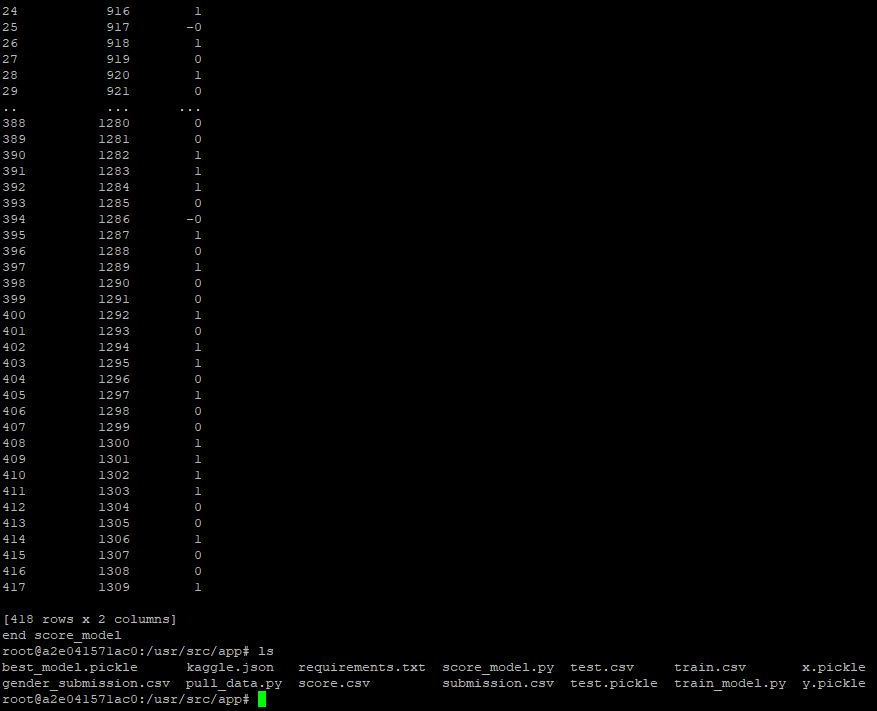 24 916 1
25 917 -0
26 918 1
27 919 0
28 920 1
29 921 0
.. ... ...
388 1280 0
389 1281 0
390 1282 1
391 1283 1
392 1284 1
393 1285 0
394 1286 -0
395 1287 1
396 1288 0
397 1289 1
398 1290 0
399 1291 0
400 1292 1
401 1293 0
402 1294 1
403 1295 1
404 1296 0
405 1297 1
406 1298 0
407 1299 0
408 1300 1
409 1301 1
410 1302 1
411 1303 1
412 1304 0
413 1305 0
414 1306 1
415 1307 0
416 1308 0
417 1309 1
[418 rows x 2 columns]
end score_model
root@a2e041571ac0:/usr/src/app# ls
best_model.pickle kaggle.json requirements.txt score_model.py test.csv train.csv x.pickle
gender_submission.csv pull_data.py score.csv submission.csv test.pickle train_model.py y.pickle
root@a2e041571ac0:/usr/src/app#